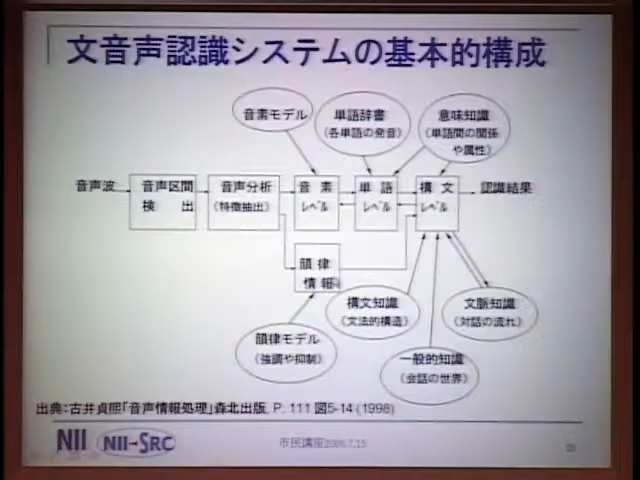 文音声認識システムの基本的構成
音素モデル
単語辞書
(各単語の発音)
意味知識
(単語間の関係
や属性)
音声波
音声区間
検 出
音声分析
(特徴抽出)
音 素
レベル
単 語
レベル
構 文
レベル
認識結果
韻 律
情 報
構文知識
(文法的構造)
文脈知識
(対話の流れ)
韻律モデル
(強調や抑制)
一般的知識
(会話の世界)
出典:古井貞熙「音声情報処理」森北出版, P. 111 図5-14 (1998)
NII NII-SRC
市民講座2009.7.15